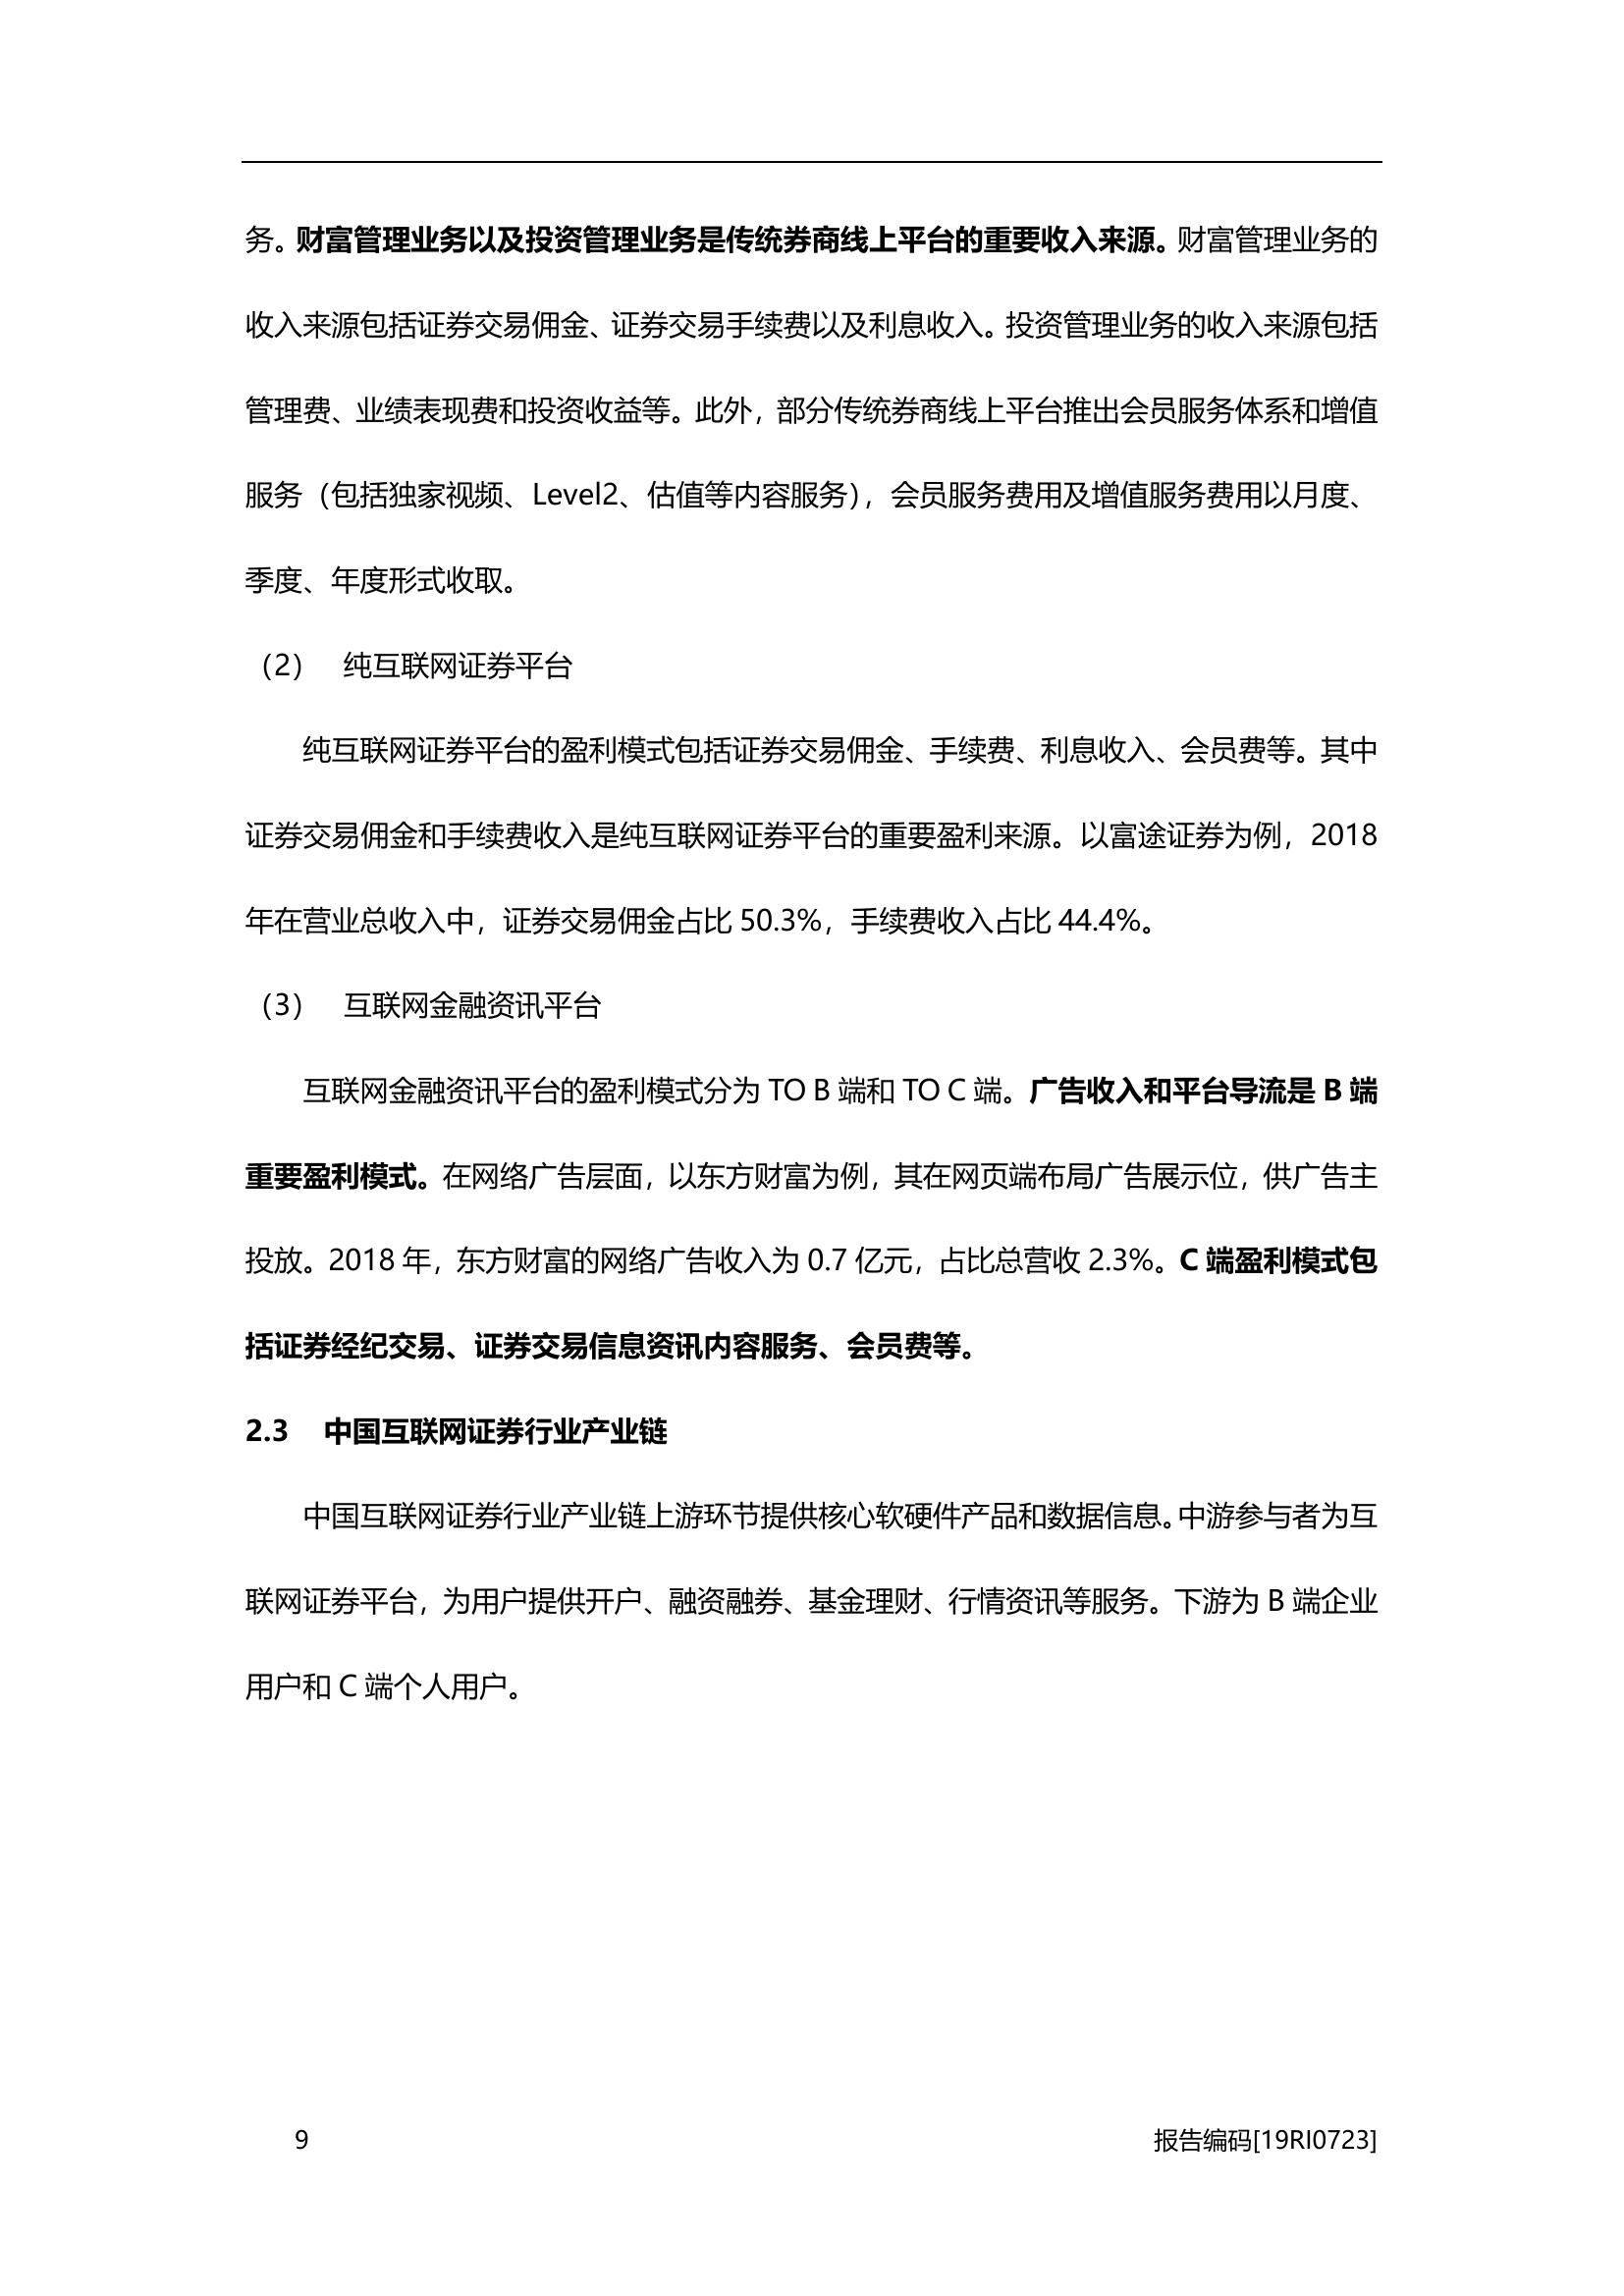 务。财富管理业务以及投资管理业务是传统券商线上平台的重要收入来源。财富管理业务的
收入来源包括证券交易佣金、证券交易手续费以及利息收入。投资管理业务的收入来源包括
管理费、业绩表现费和投资收益等。此外，部分传统券商线上平台推出会员服务体系和增值
服务（包括独家视频、Level2、估值等内容服务），会员服务费用及增值服务费用以月度、
季度、年度形式收取。
（2） 纯互联网证券平台
纯互联网证券平台的盈利模式包括证券交易佣金、手续费、利息收入、会员费等。其中
证券交易佣金和手续费收入是纯互联网证券平台的重要盈利来源。以富途证券为例，2018
年在营业总收入中，证券交易佣金占比 50.3%，手续费收入占比 44.4%。
（3） 互联网金融资讯平台
互联网金融资讯平台的盈利模式分为 TO B 端和 TO C 端。广告收入和平台导流是 B 端
重要盈利模式。在网络广告层面，以东方财富为例，其在网页端布局广告展示位，供广告主
投放。2018 年，东方财富的网络广告收入为 0.7 亿元，占比总营收 2.3%。C 端盈利模式包
括证券经纪交易、证券交易信息资讯内容服务、会员费等。
2.3 中国互联网证券行业产业链
中国互联网证券行业产业链上游环节提供核心软硬件产品和数据信息。中游参与者为互
联网证券平台，为用户提供开户、融资融券、基金理财、行情资讯等服务。下游为 B 端企业
用户和 C 端个人用户。
9 报告编码[19RI0723]